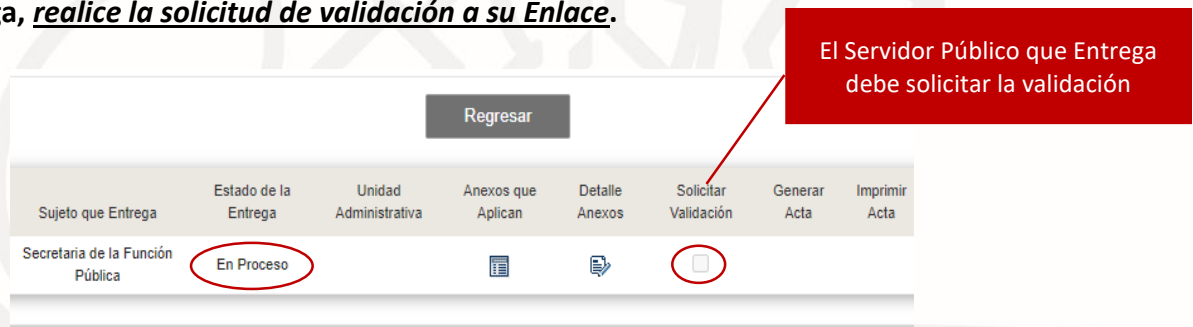 ga, realice la solicitud de validación a su Enlace.
El Servidor Público que Entrega
debe solicitar la validación
Regresar
Sujeto que Entrega
Estado de la
Entrega
Unidad
Administrativa
Anexos que
Aplican
Detalle
Anexos
Solicitar
Validación
Generar
Acta
Imprimir
Acta
Secretaria de la Función
Pública
En Proceso